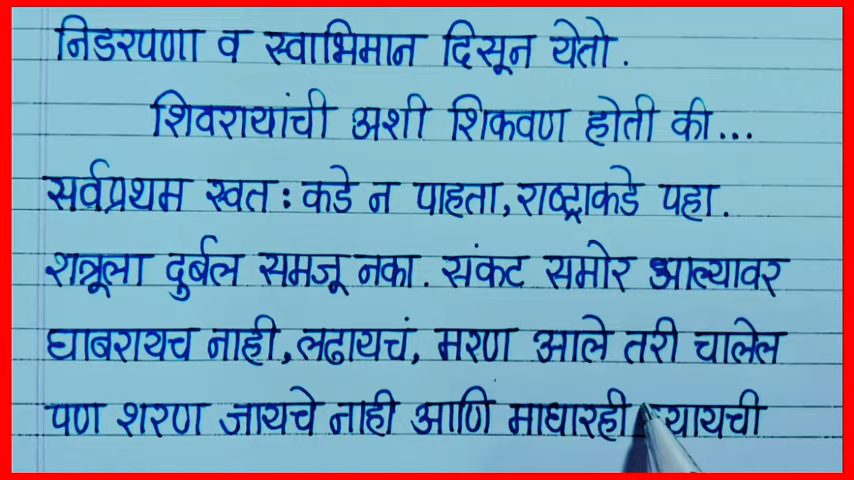 निडरपणा व स्वाभिमान दिसून येतो.
शिवरायांची अशी शिकवण होती की...
सर्वप्रथम स्वतः कडे न पाहता, राष्ट्राकडे पहा.
शत्रूला दुर्बल समजू नका. संकट समोर आल्यावर
घाबरायच नाही, लढायचं, मरण आले तरी चालेल
पण शरण जायचे नाही आणि माघारही